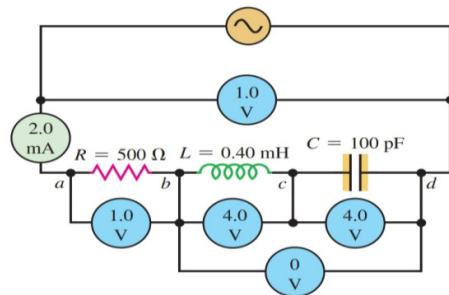 1.0
V
2.0
mA
R = 500 Ω
L = 0.40 mH
C = 100 pF
a
b
c
d
1.0
V
4.0
V
4.0
V
0
V